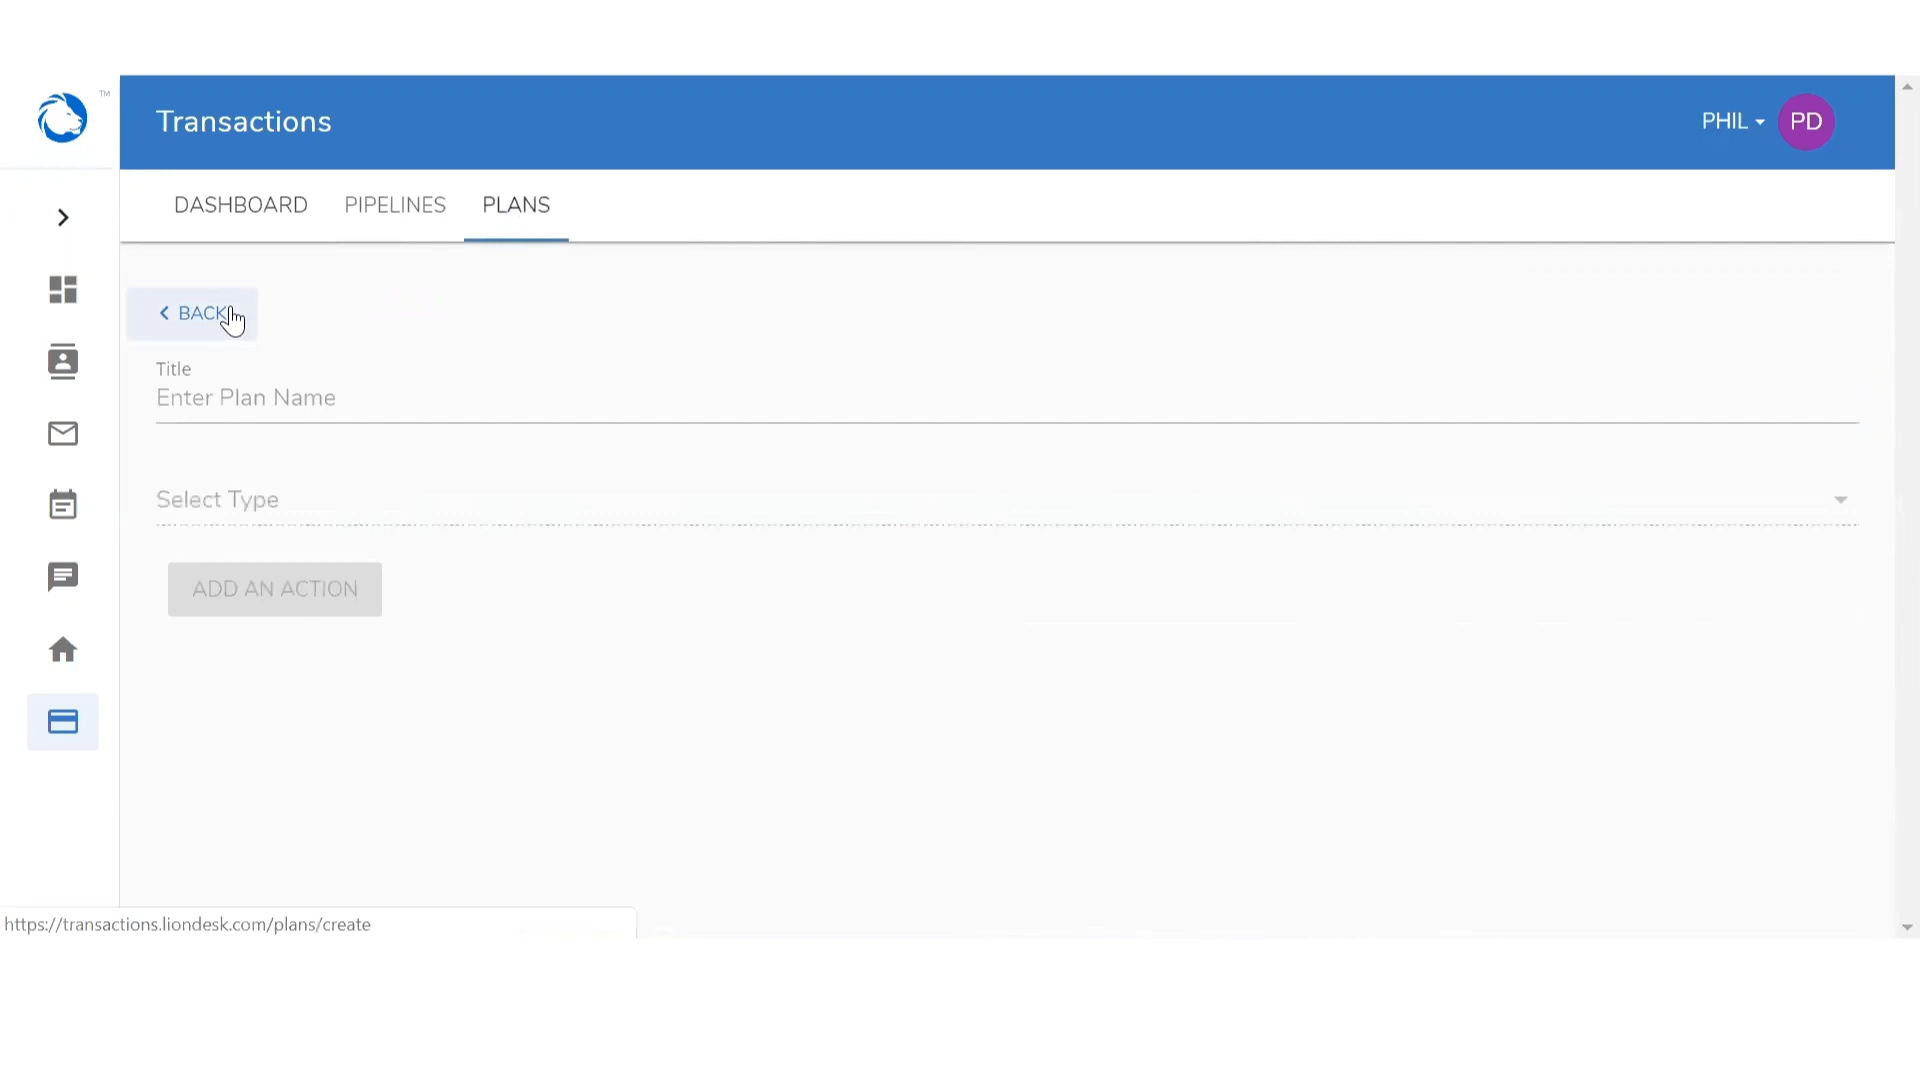 TM
Transactions
PHIL
PD
DASHBOARD
PIPELINES
PLANS
BACK
Title
Enter Plan Name
Select Type
ADD AN ACTION
https://transactions.liondesk.com/plans/create